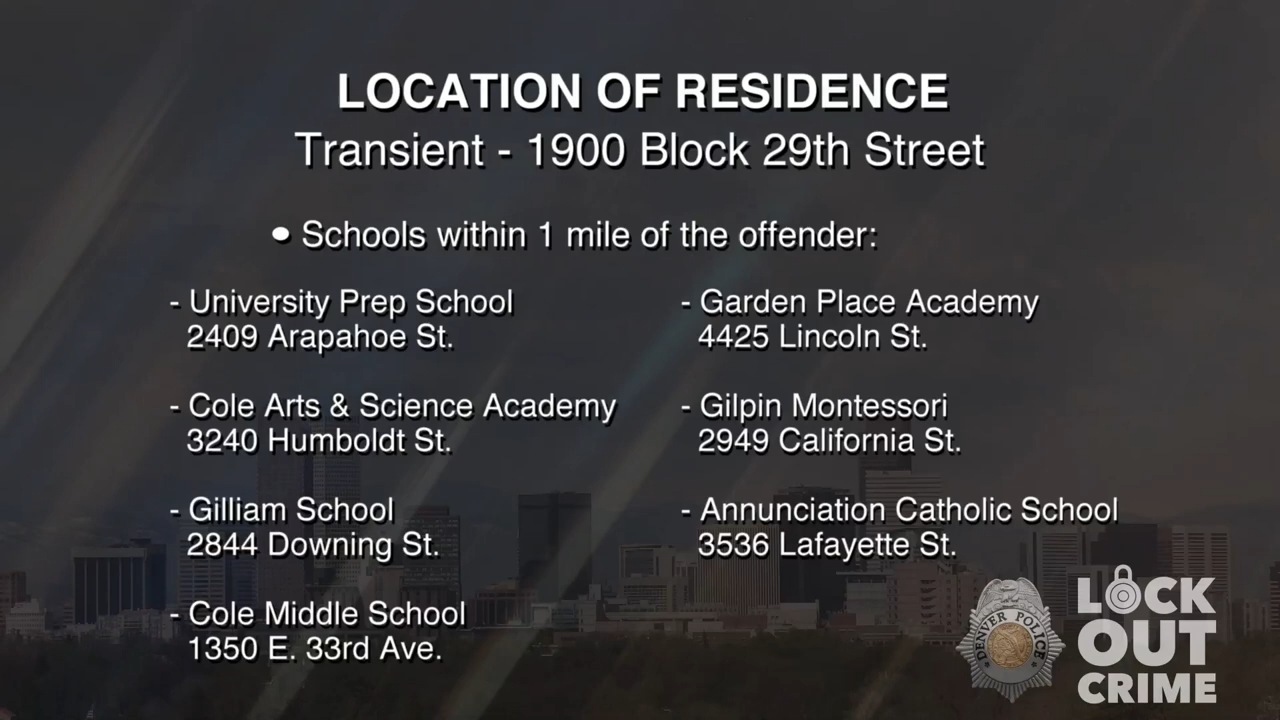 LOCATION OF RESIDENCE
Transient - 1900 Block 29th Street
• Schools within 1 mile of the offender:
- University Prep School
2409 Arapahoe St.
- Cole Arts & Science Academy
3240 Humboldt St.
- Gilliam School
2844 Downing St.
- Cole Middle School
1350 E. 33rd Ave.
- Garden Place Academy
4425 Lincoln St.
- Gilpin Montessori
2949 California St.
- Annunciation Catholic School
3536 Lafayette St.
DENVER POLICE
LOCK
OUT
CRIME